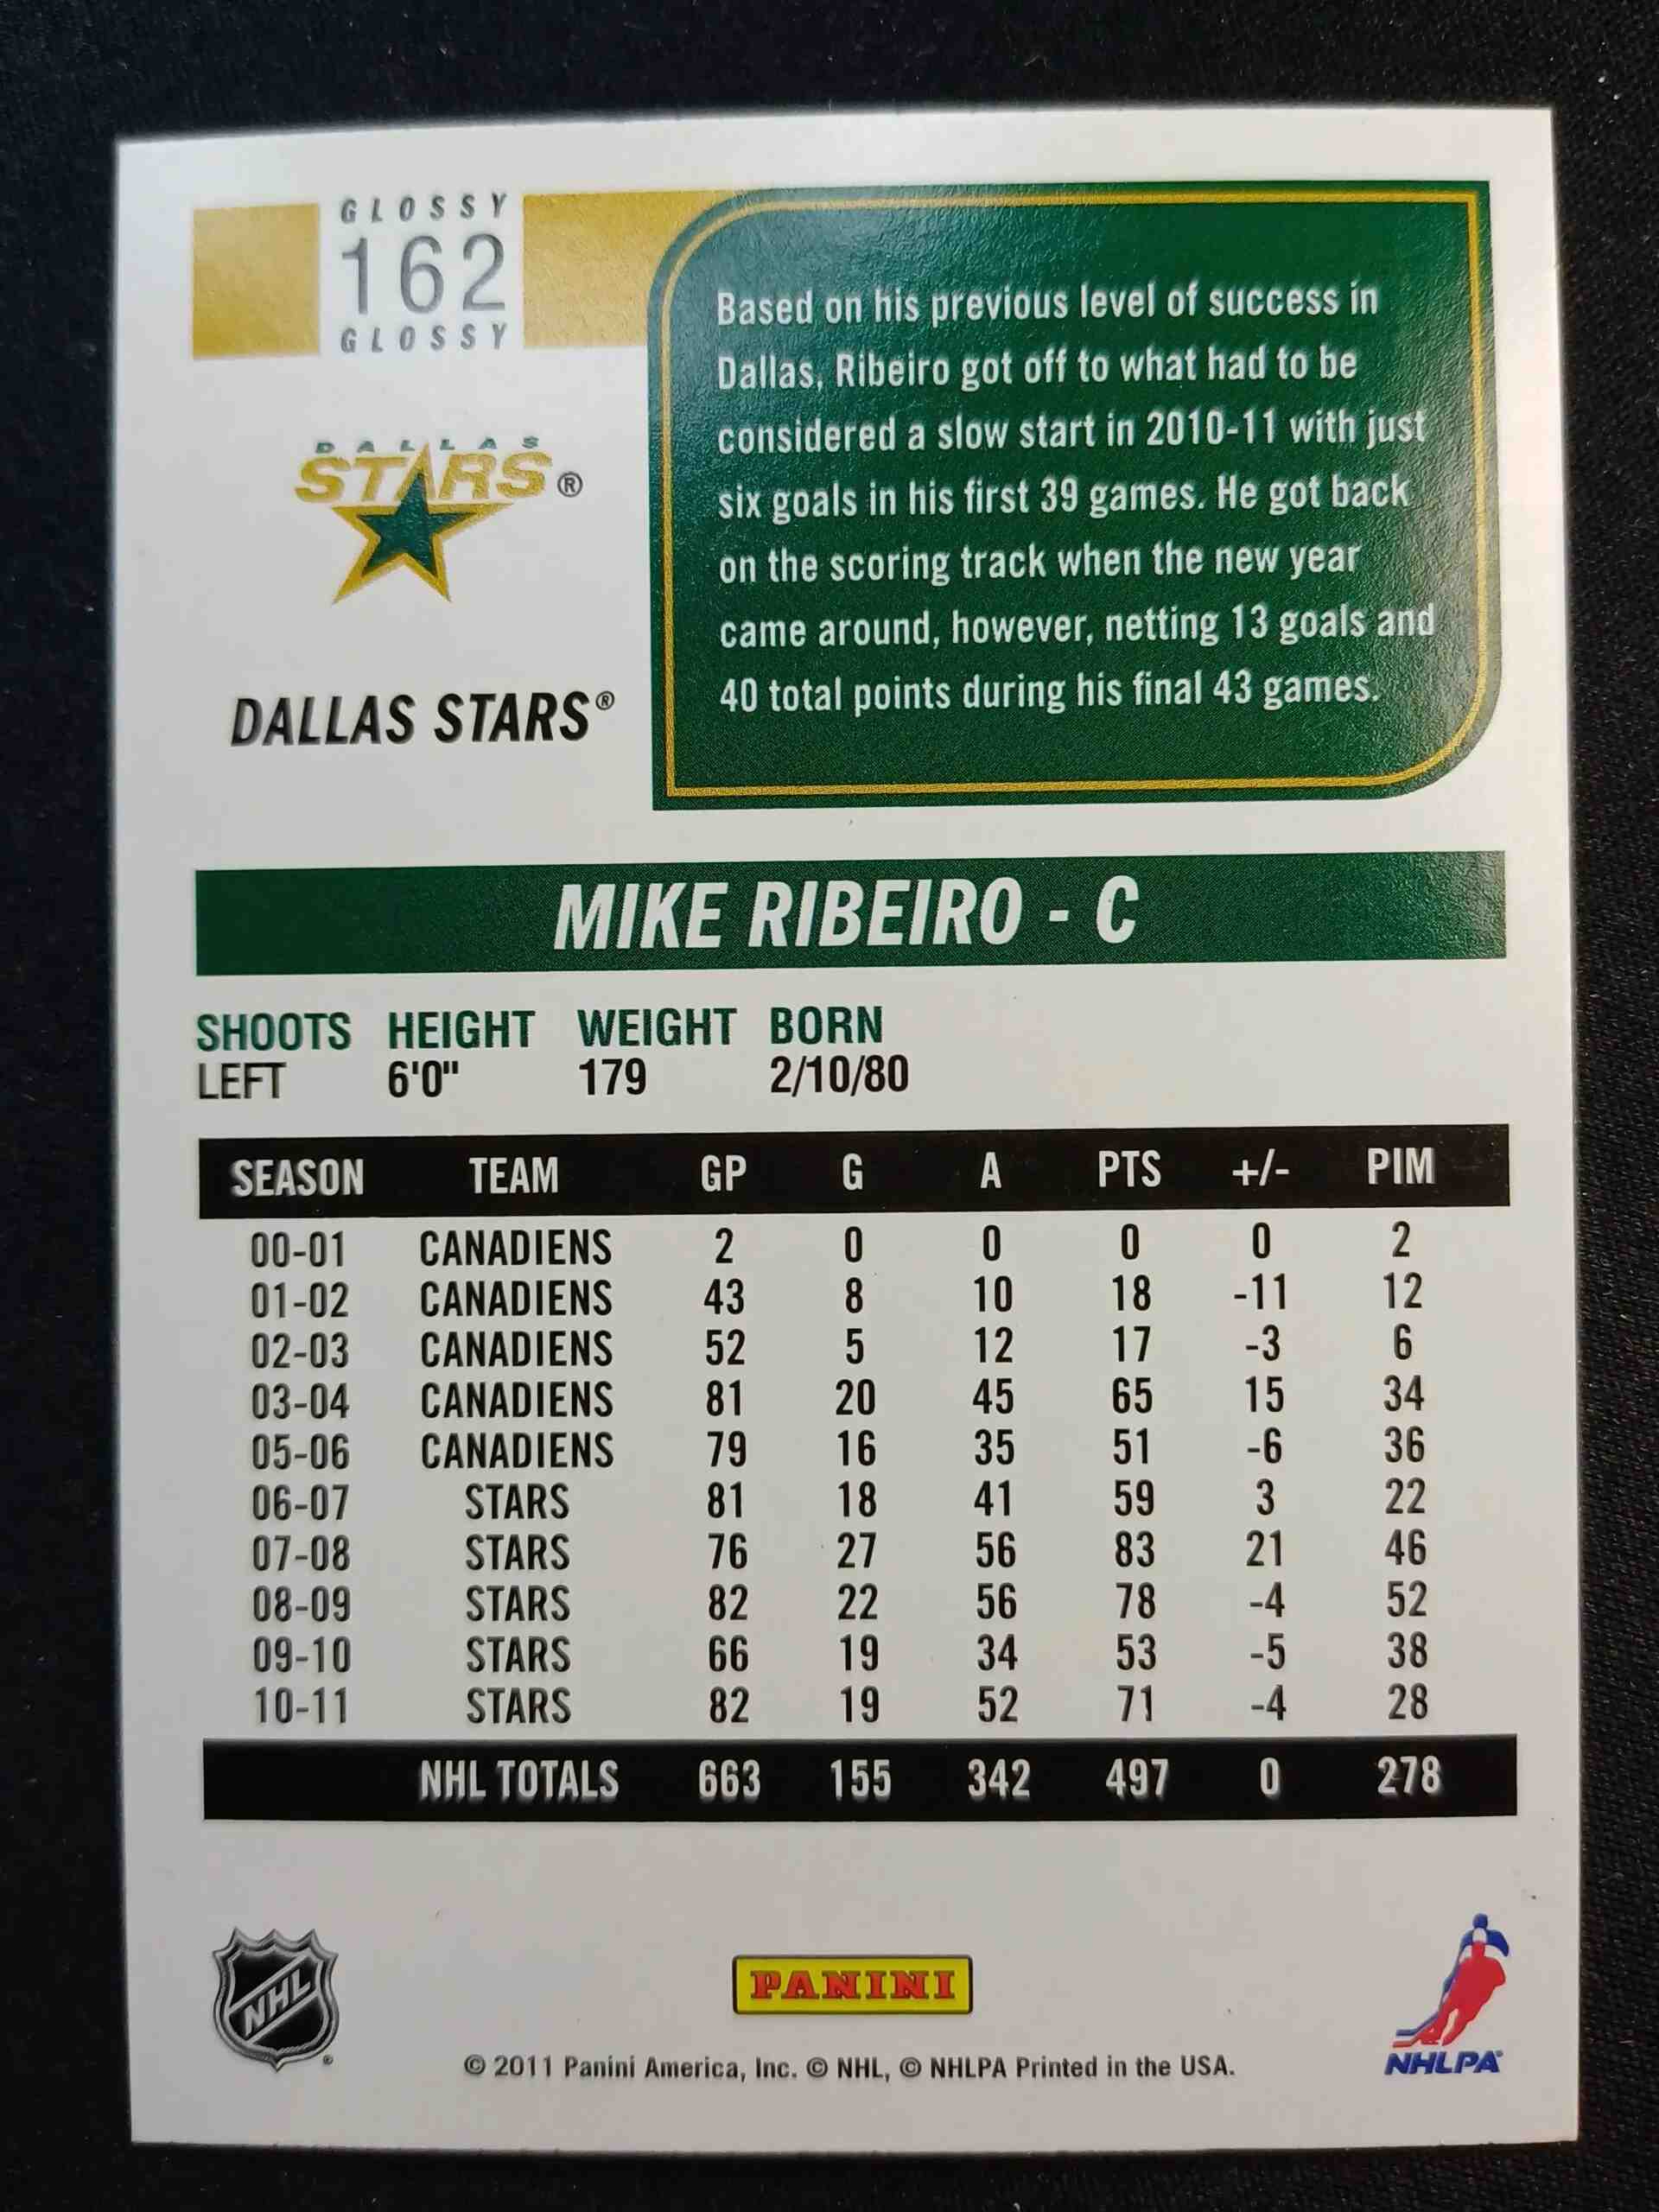 GLOSSY
162
GLOSSY
DALLAS
STARS®
DALLAS STARS®
Based on his previous level of success in
Dallas, Ribeiro got off to what had to be
considered a slow start in 2010-11 with just
six goals in his first 39 games. He got back
on the scoring track when the new year
came around, however, netting 13 goals and
40 total points during his final 43 games.
MIKE RIBEIRO - C
SHOOTS HEIGHT WEIGHT BORN
LEFT 6'0" 179 2/10/80
SEASON TEAM GP G A PTS +/- PIM
00-01 CANADIENS 2 0 0 0 0 2
01-02 CANADIENS 43 8 10 18 -11 12
02-03 CANADIENS 52 5 12 17 -3 6
03-04 CANADIENS 81 20 45 65 15 34
05-06 CANADIENS 79 16 35 51 -6 36
06-07 STARS 81 18 41 59 3 22
07-08 STARS 76 27 56 83 21 46
08-09 STARS 82 22 56 78 -4 52
09-10 STARS 66 19 34 53 -5 38
10-11 STARS 82 19 52 71 -4 28
NHL TOTALS 663 155 342 497 0 278
NHL
PANINI
NHLPA
© 2011 Panini America, Inc. © NHL, © NHLPA Printed in the USA.